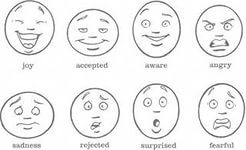 joy accepted aware angry
sadness rejected surprised fearful